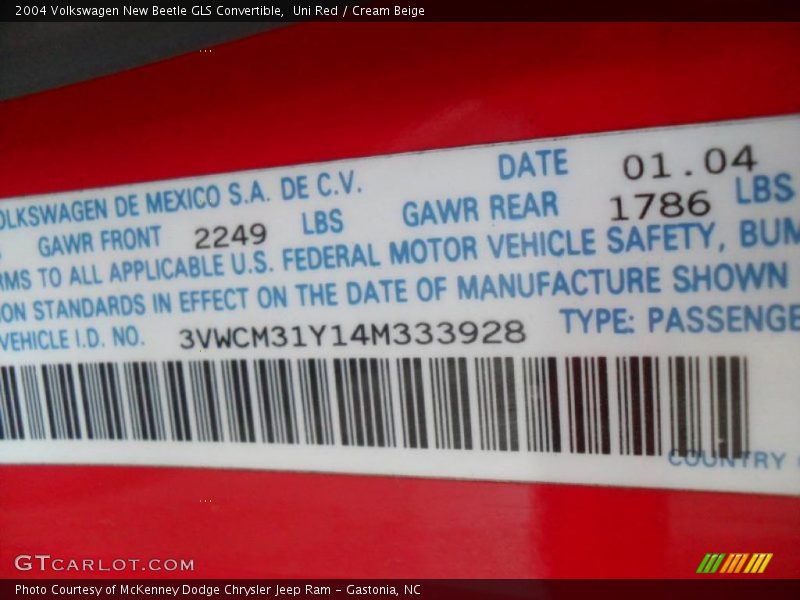 2004 Volkswagen New Beetle GLS Convertible,  Uni Red / Cream Beige
OLKSWAGEN DE MEXICO S.A. DE C.V. DATE 01.04
GAWR FRONT 2249 LBS GAWR REAR 1786 LBS
RMS TO ALL APPLICABLE U.S. FEDERAL MOTOR VEHICLE SAFETY, BUM
ION STANDARDS IN EFFECT ON THE DATE OF MANUFACTURE SHOWN
VEHICLE I.D. NO. 3VWCM31Y14M333928 TYPE: PASSENGE
COUNTRY
GTCARLOT.COM
Photo Courtesy of McKenney Dodge Chrysler Jeep Ram - Gastonia, NC